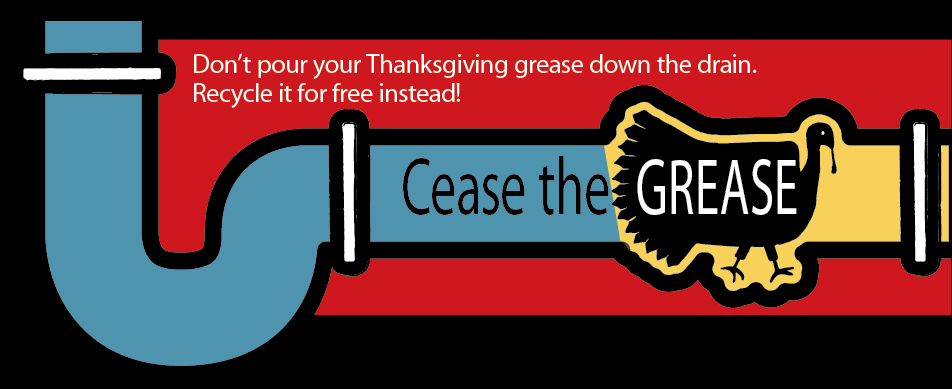 Don’t pour your Thanksgiving grease down the drain.
Recycle it for free instead!
Cease the GREASE